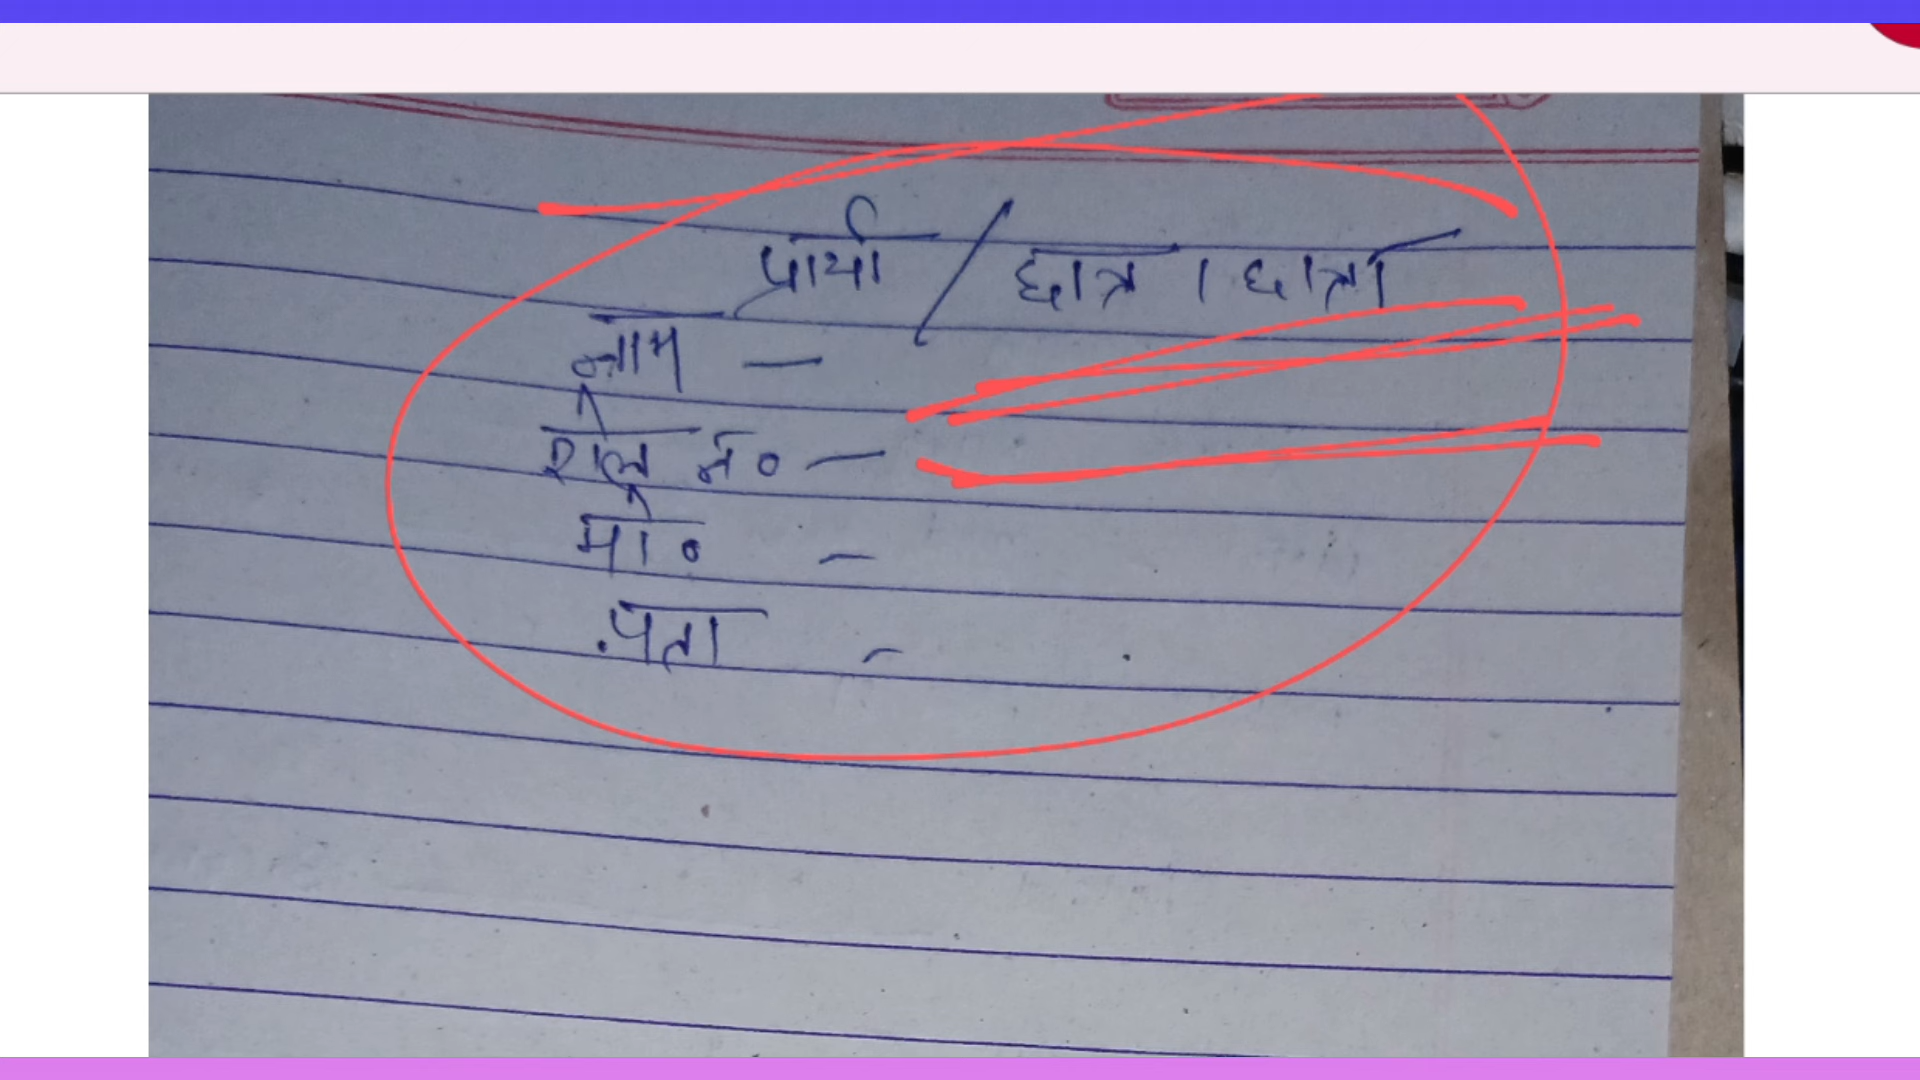 प्रार्थी / छात्र । छात्रा
नाम —
रोल नं० —
मो० —
पता -